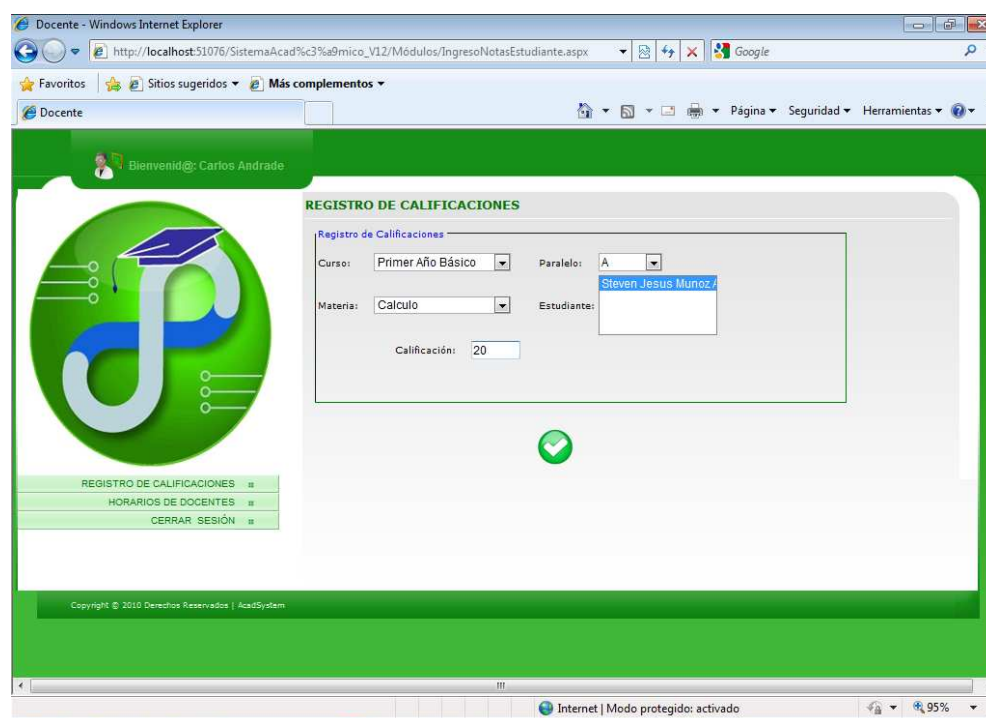 Docente - Windows Internet Explorer
http://localhost:51076/SistemaAcad%c3%a9mico_V12/Módulos/IngresoNotasEstudiante.aspx
Google
Favoritos
Sitios sugeridos
Más complementos
Docente
Página
Seguridad
Herramientas
Bienvenid@: Carlos Andrade
REGISTRO DE CALIFICACIONES
Registro de Calificaciones
Curso: Primer Año Básico
Paralelo: A
Materia: Calculo
Estudiante: Steven Jesus Munoz
Calificación: 20
REGISTRO DE CALIFICACIONES
HORARIOS DE DOCENTES
CERRAR SESIÓN
Copyright © 2010 Derechos Reservados | AcadSystem
Internet | Modo protegido: activado
95%